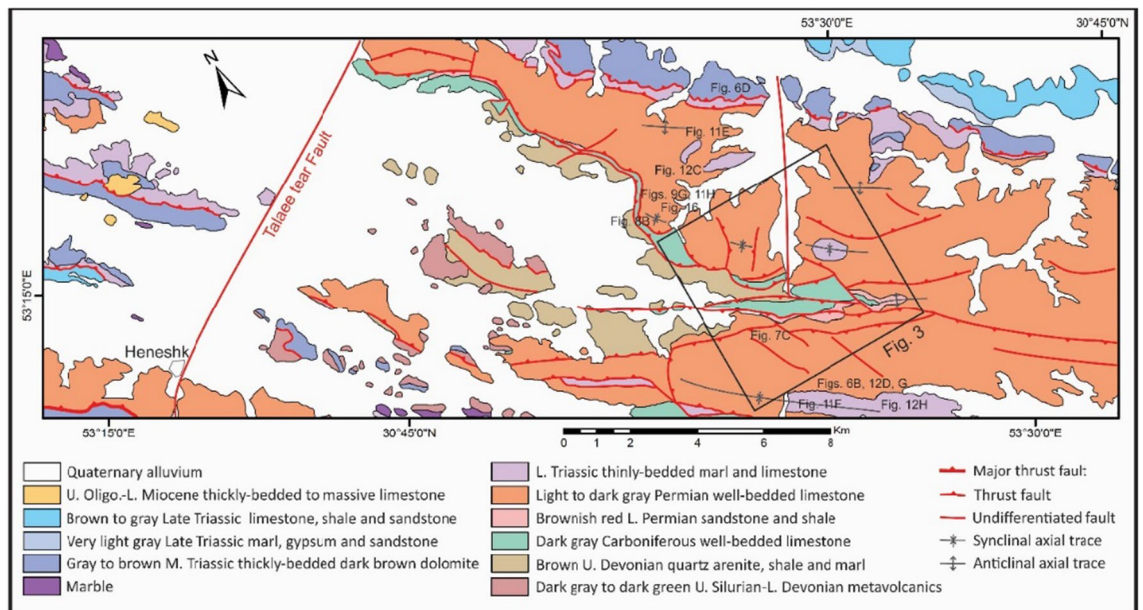 53°30'0"E
30°45'0"E
N
Fig. 6D
Talaee tear Fault
Fig. 11E
Fig. 12C
Figs. 9G, 11H
Fig. 16
Fig. 8B
53°15'0"E
Heneshk
Fig. 7C
Fig. 3
Figs. 6B, 12D, G
Fig. 11F
Fig. 12H
53°15'0"E
30°45'0"N
53°30'0"E
0 1 2 4 6 8 Km
Quaternary alluvium
U. Oligo.-L. Miocene thickly-bedded to massive limestone
Brown to gray Late Triassic limestone, shale and sandstone
Very light gray Late Triassic marl, gypsum and sandstone
Gray to brown M. Triassic thickly-bedded dark brown dolomite
Marble
L. Triassic thinly-bedded marl and limestone
Light to dark gray Permian well-bedded limestone
Brownish red L. Permian sandstone and shale
Dark gray Carboniferous well-bedded limestone
Brown U. Devonian quartz arenite, shale and marl
Dark gray to dark green U. Silurian-L. Devonian metavolcanics
Major thrust fault
Thrust fault
Undifferentiated fault
Synclinal axial trace
Anticlinal axial trace